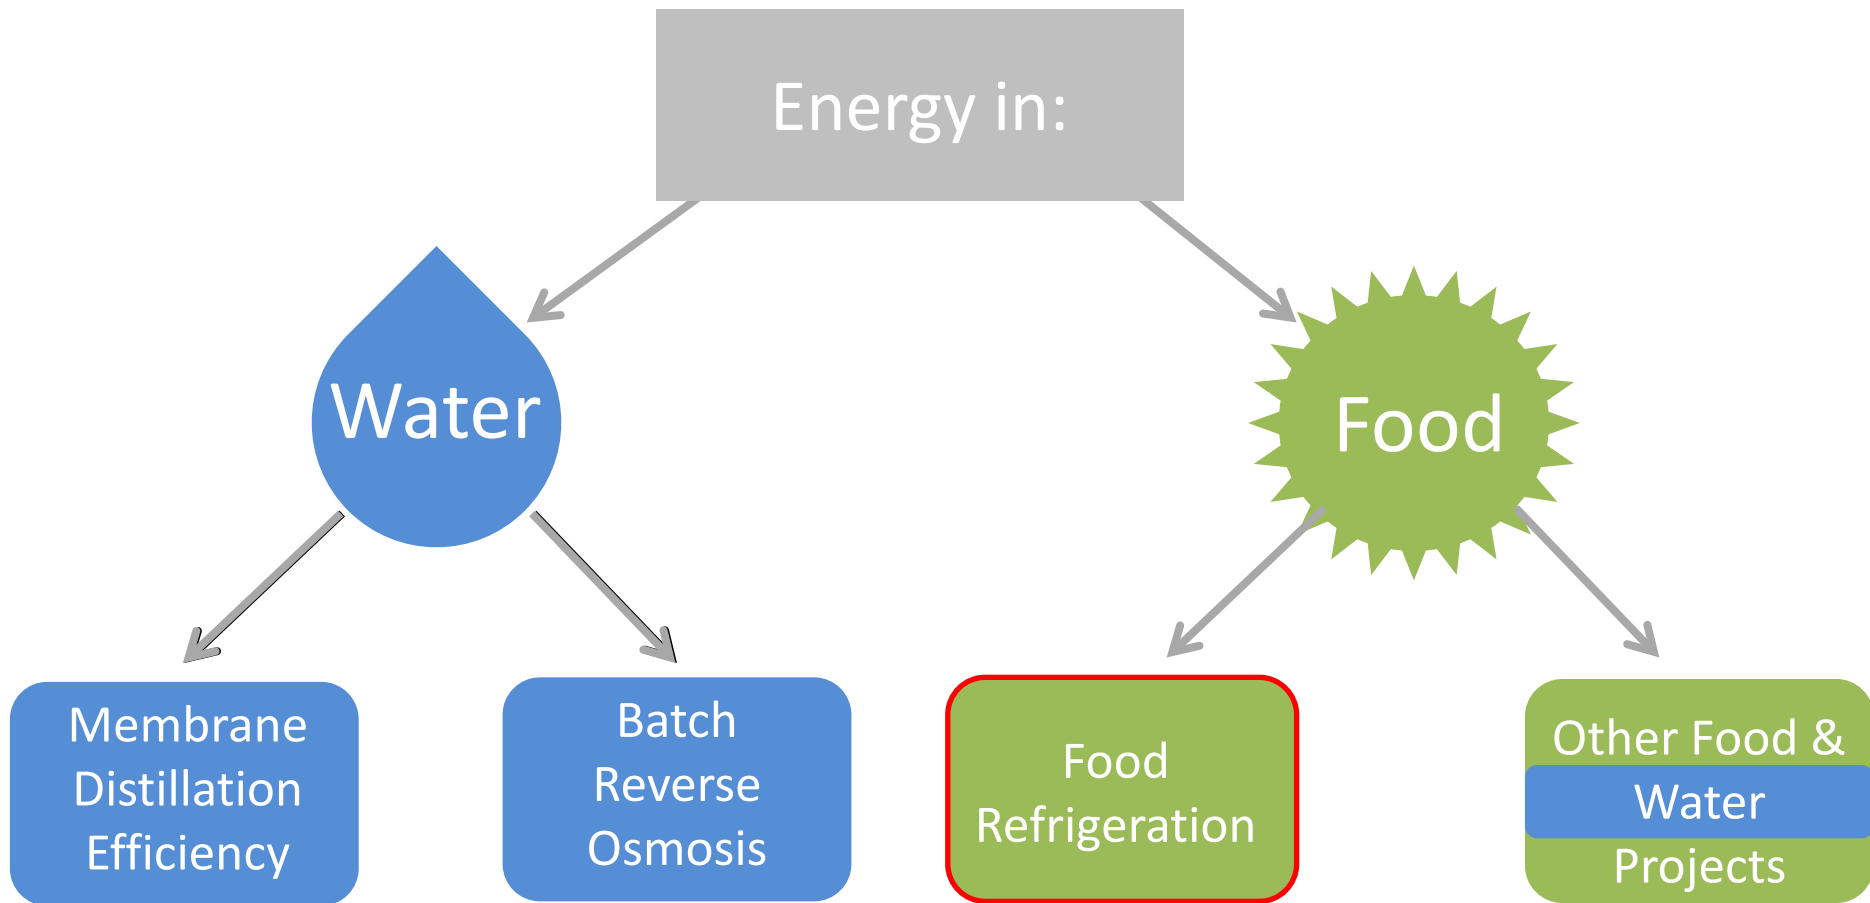 Energy in:
Water
Food
Membrane
Distillation
Efficiency
Batch
Reverse
Osmosis
Food
Refrigeration
Other Food &
Water
Projects